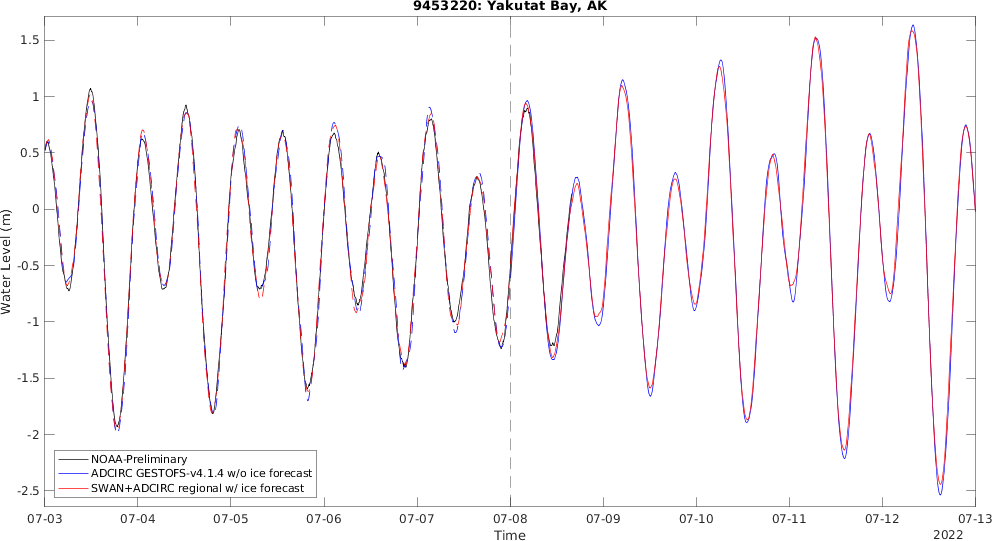 9453220: Yakutat Bay, AK
1.5
1
0.5
0
-0.5
-1
-1.5
-2
-2.5
Water Level (m)
NOAA-Preliminary
ADCIRC GESTOFS-v4.1.4 w/o ice forecast
SWAN+ADCIRC regional w/ ice forecast
07-03 07-04 07-05 07-06 07-07 07-08 07-09 07-10 07-11 07-12 07-13
Time
2022